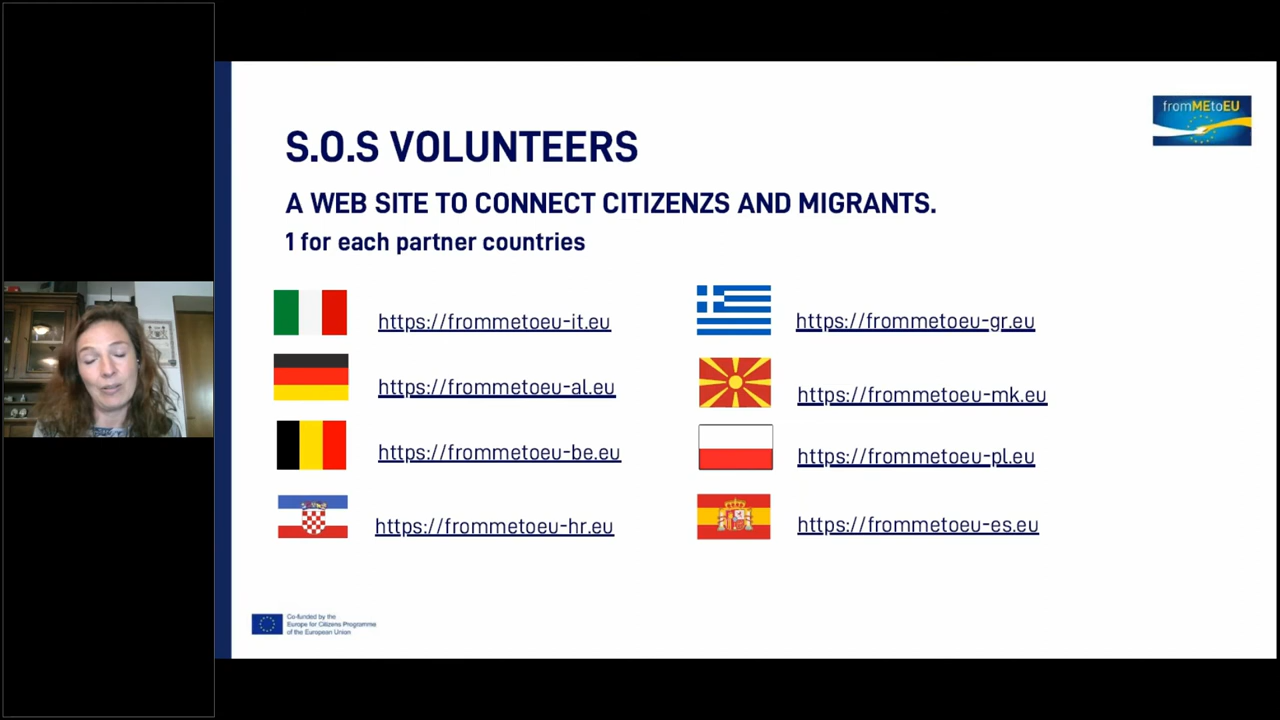 fromMEtoEU
S.O.S VOLUNTEERS
A WEB SITE TO CONNECT CITIZENZS AND MIGRANTS.
1 for each partner countries
https://frommetoeu-it.eu
https://frommetoeu-al.eu
https://frommetoeu-be.eu
https://frommetoeu-hr.eu
https://frommetoeu-gr.eu
https://frommetoeu-mk.eu
https://frommetoeu-pl.eu
https://frommetoeu-es.eu
Co-funded by the
Europe for Citizens Programme
of the European Union